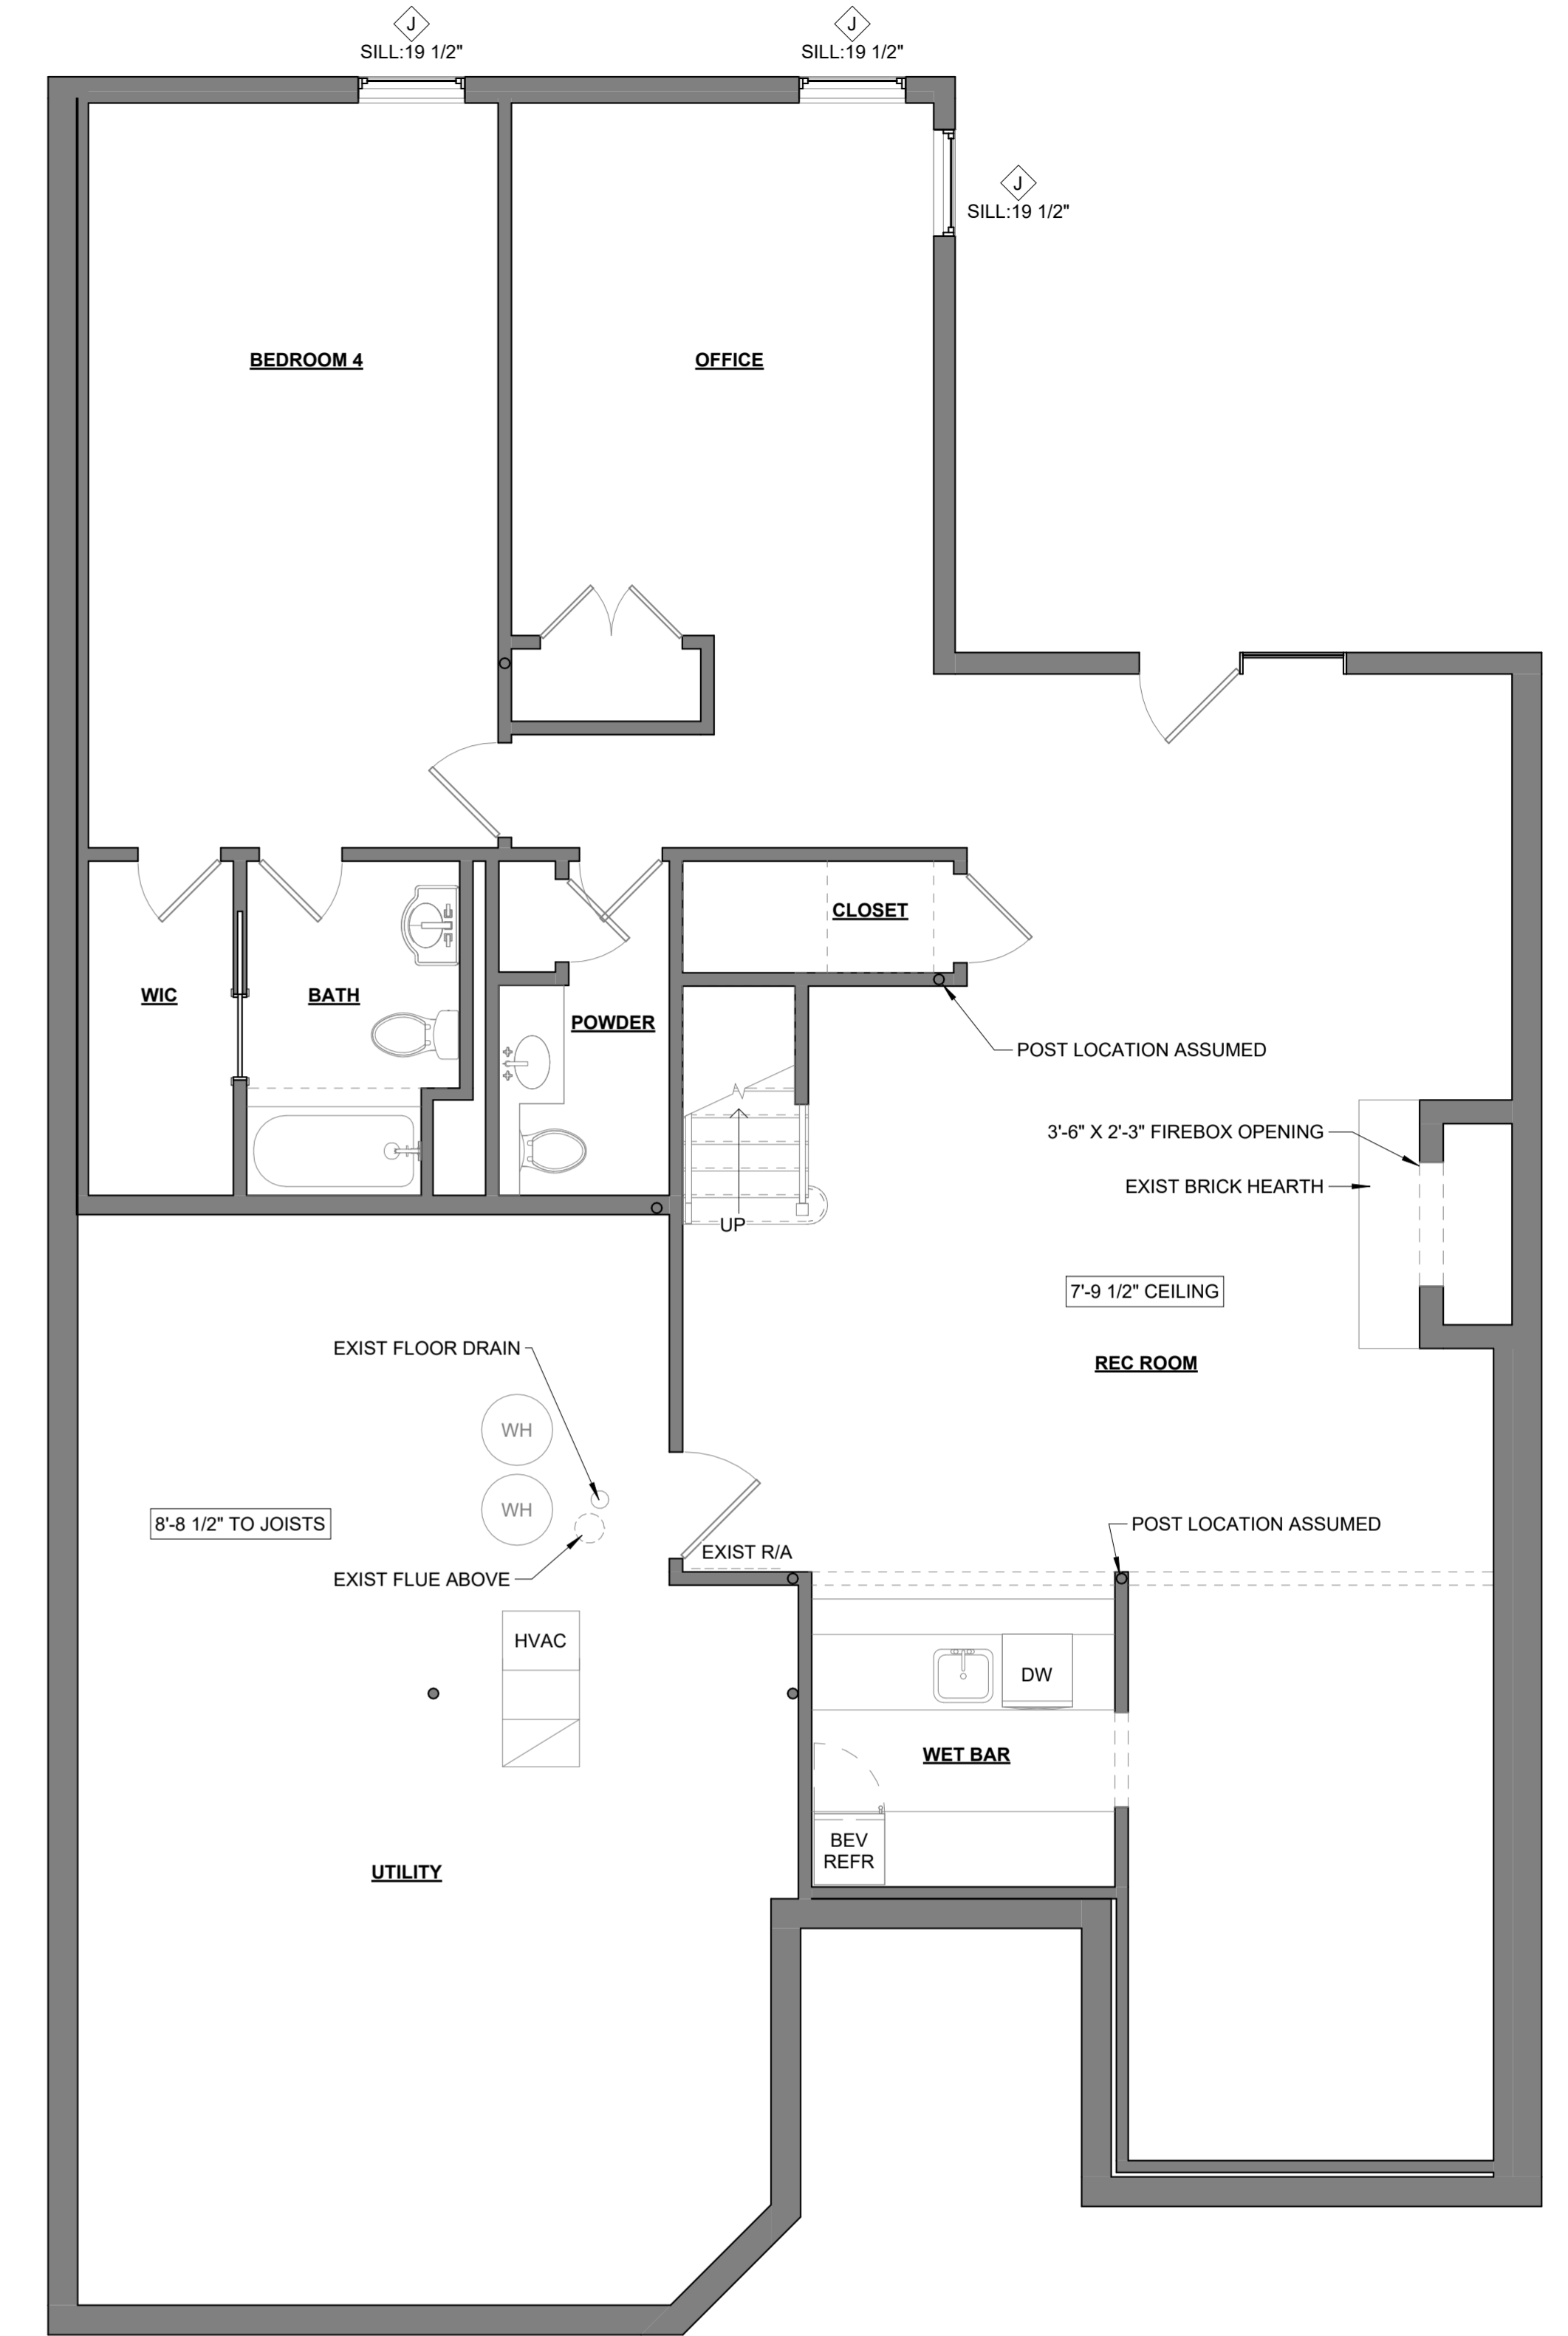 J
SILL:19 1/2"
J
SILL:19 1/2"
J
SILL:19 1/2"
BEDROOM 4
OFFICE
CLOSET
WIC
BATH
POWDER
POST LOCATION ASSUMED
3'-6" X 2'-3" FIREBOX OPENING
EXIST BRICK HEARTH
UP
7'-9 1/2" CEILING
EXIST FLOOR DRAIN
REC ROOM
WH
WH
8'-8 1/2" TO JOISTS
POST LOCATION ASSUMED
EXIST R/A
EXIST FLUE ABOVE
HVAC
DW
WET BAR
BEV
REFR
UTILITY